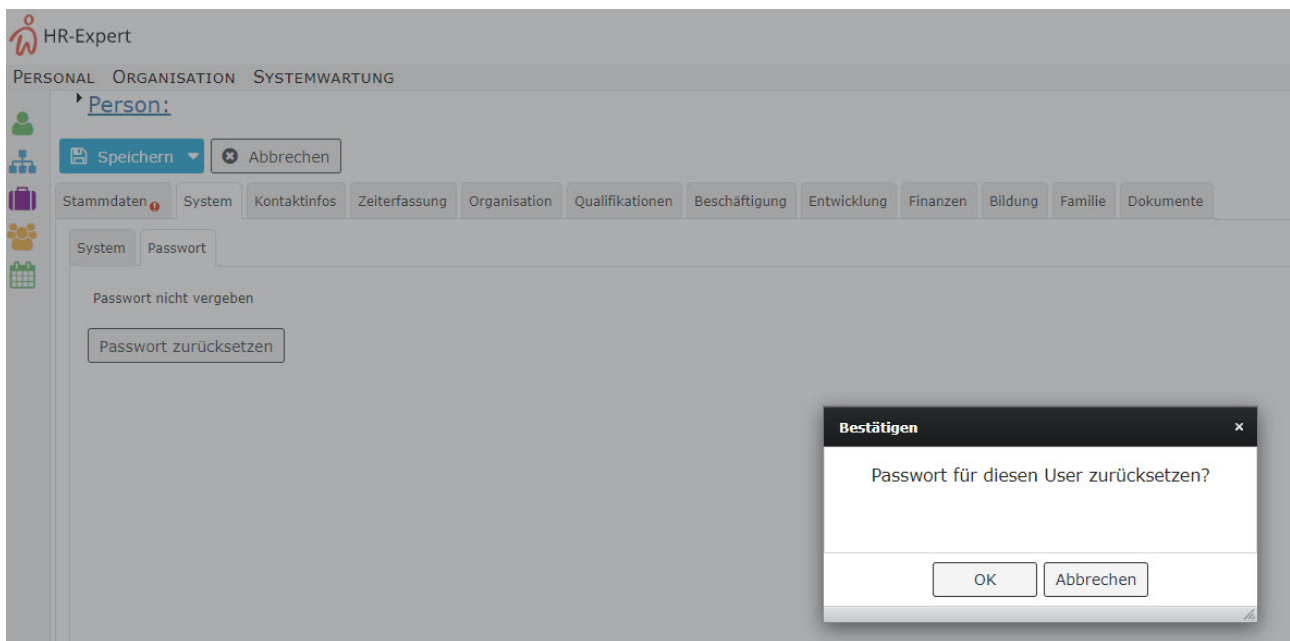 HR-Expert
PERSONAL ORGANISATION SYSTEMWARTUNG
Person:
Speichern Abbrechen
Stammdaten System Kontaktinfos Zeiterfassung Organisation Qualifikationen Beschäftigung Entwicklung Finanzen Bildung Familie Dokumente
System Passwort
Passwort nicht vergeben
Passwort zurücksetzen
Bestätigen
Passwort für diesen User zurücksetzen?
OK Abbrechen